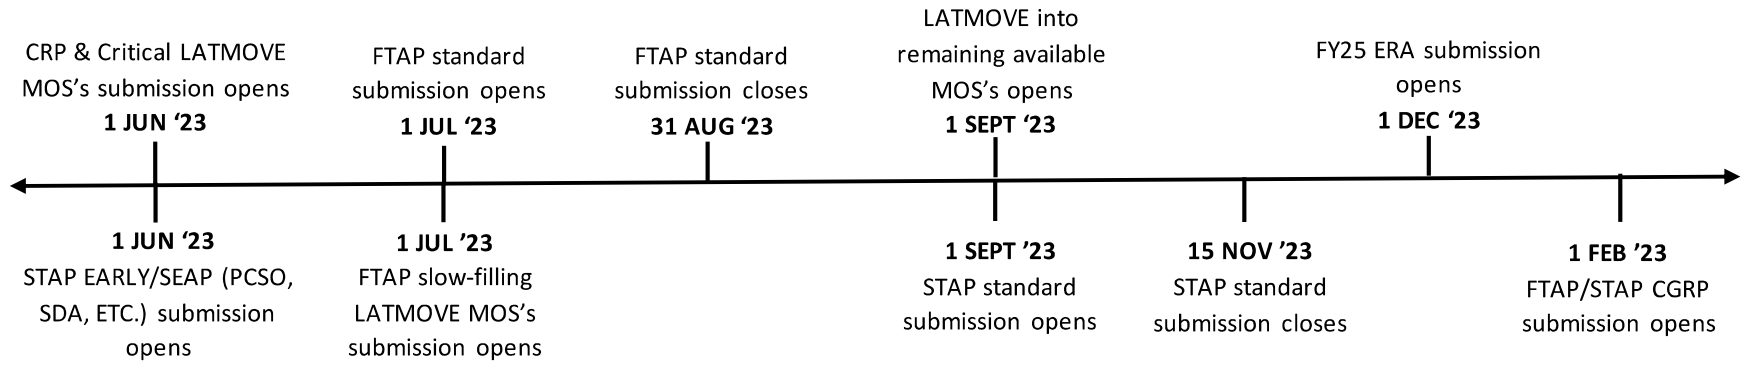 CRP & Critical LATMOVE
MOS’s submission opens
1 JUN ‘23
FTAP standard
submission opens
1 JUL ‘23
FTAP standard
submission closes
31 AUG ‘23
LATMOVE into
remaining available
MOS’s opens
1 SEPT ‘23
FY25 ERA submission
opens
1 DEC ‘23
1 JUN ‘23
STAP EARLY/SEAP (PCSO,
SDA, ETC.) submission
opens
1 JUL ’23
FTAP slow-filling
LATMOVE MOS’s
submission opens
1 SEPT ’23
STAP standard
submission opens
15 NOV ’23
STAP standard
submission closes
1 FEB ’23
FTAP/STAP CGRP
submission opens